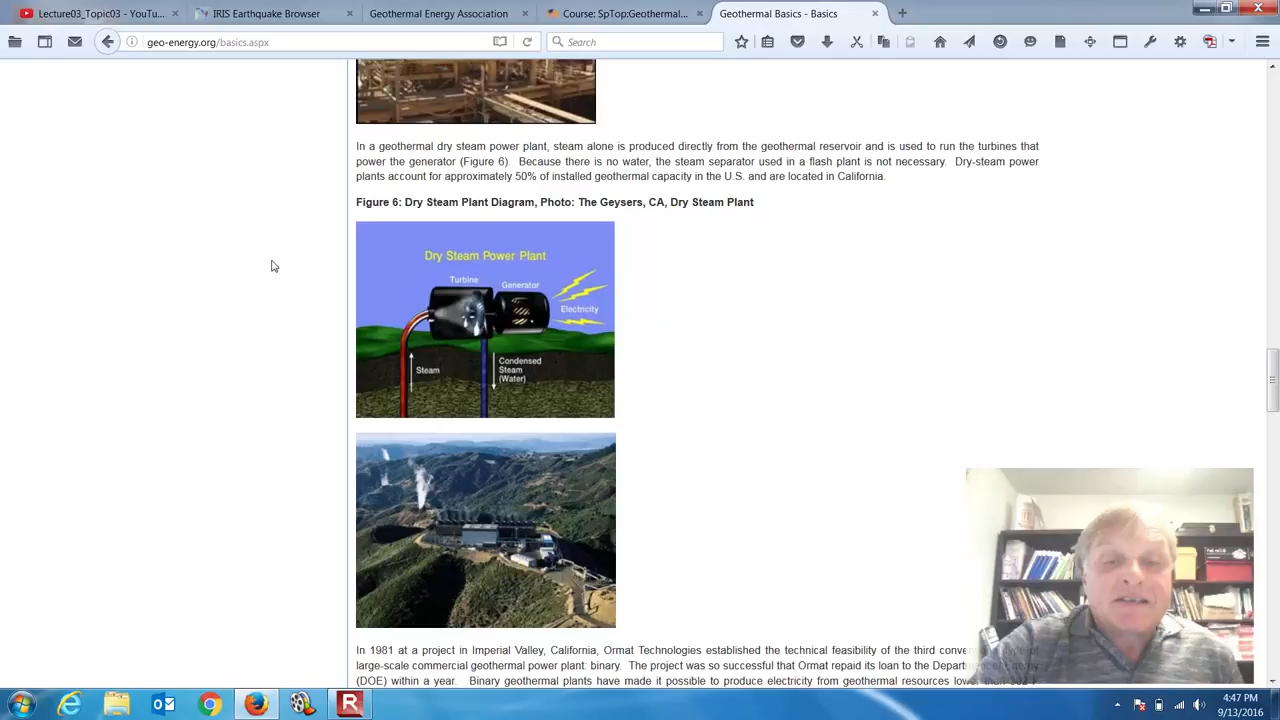 Lecture03_Topic03 - YouTu...
IRIS Earthquake Browser
Geothermal Energy Association
Course: SpTop:Geothermal...
Geothermal Basics - Basics
geo-energy.org/basics.aspx
Search
In a geothermal dry steam power plant, steam alone is produced directly from the geothermal reservoir and is used to run the turbines that
power the generator (Figure 6). Because there is no water, the steam separator used in a flash plant is not necessary. Dry-steam power
plants account for approximately 50% of installed geothermal capacity in the U.S. and are located in California.
Figure 6: Dry Steam Plant Diagram, Photo: The Geysers, CA, Dry Steam Plant
Dry Steam Power Plant
Turbine
Generator
Electricity
Steam
Condensed
Steam
(Water)
In 1981 at a project in Imperial Valley, California, Ormat Technologies established the technical feasibility of the third
large-scale commercial geothermal power plant: binary. The project was so successful that Ormat repaid its loan to the
(DOE) within a year. Binary geothermal plants have made it possible to produce electricity from geothermal resources
4:47 PM
9/13/2016